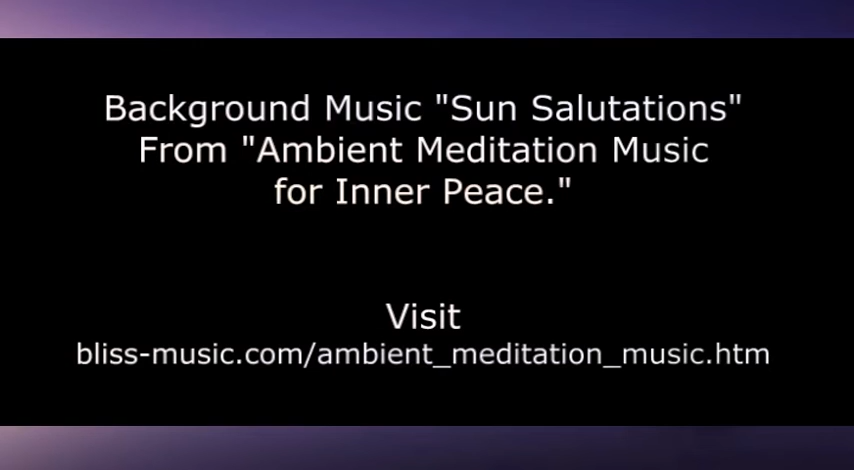 Background Music "Sun Salutations"
From "Ambient Meditation Music
for Inner Peace."
Visit
bliss-music.com/ambient_meditation_music.htm